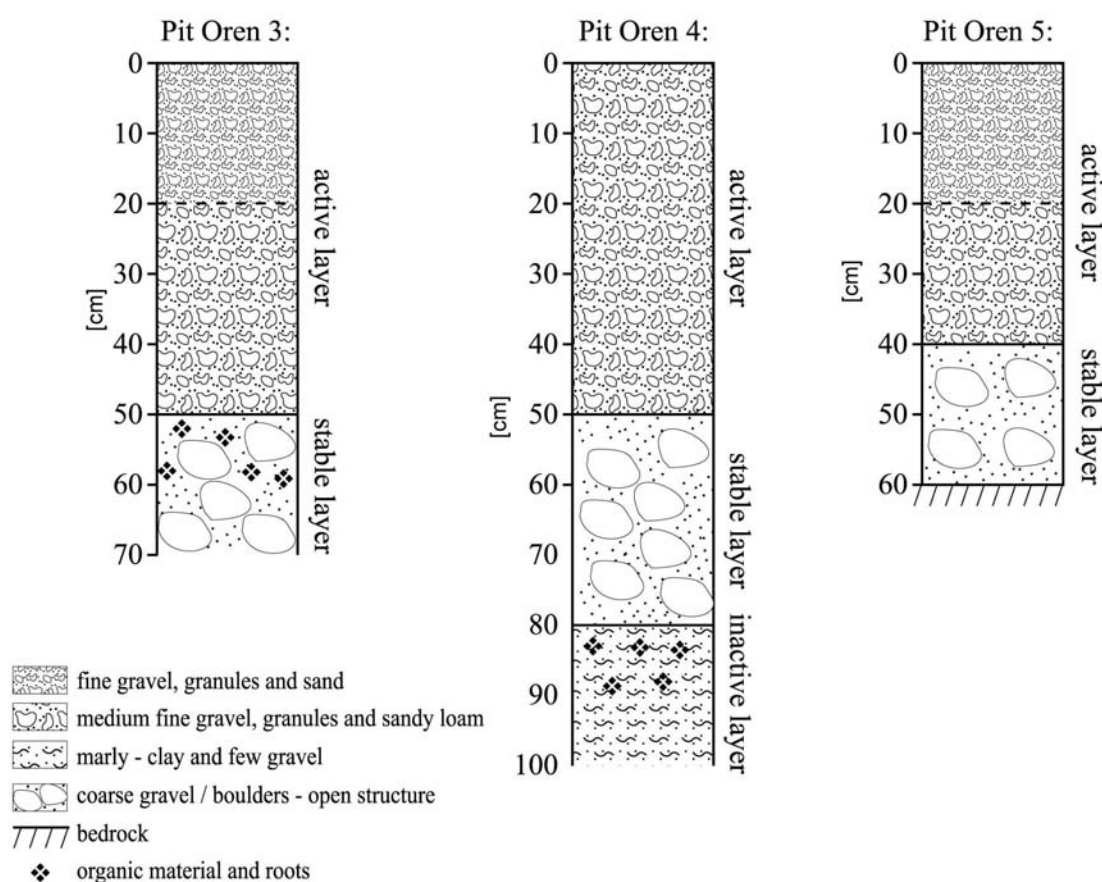 Pit Oren 3:
0
10
20
30
40
50
60
70
[cm]
active layer
stable layer
Pit Oren 4:
0
10
20
30
40
50
60
70
80
90
100
[cm]
active layer
stable layer
inactive layer
Pit Oren 5:
0
10
20
30
40
50
60
[cm]
active layer
stable layer
fine gravel, granules and sand
medium fine gravel, granules and sandy loam
marly - clay and few gravel
coarse gravel / boulders - open structure
bedrock
organic material and roots